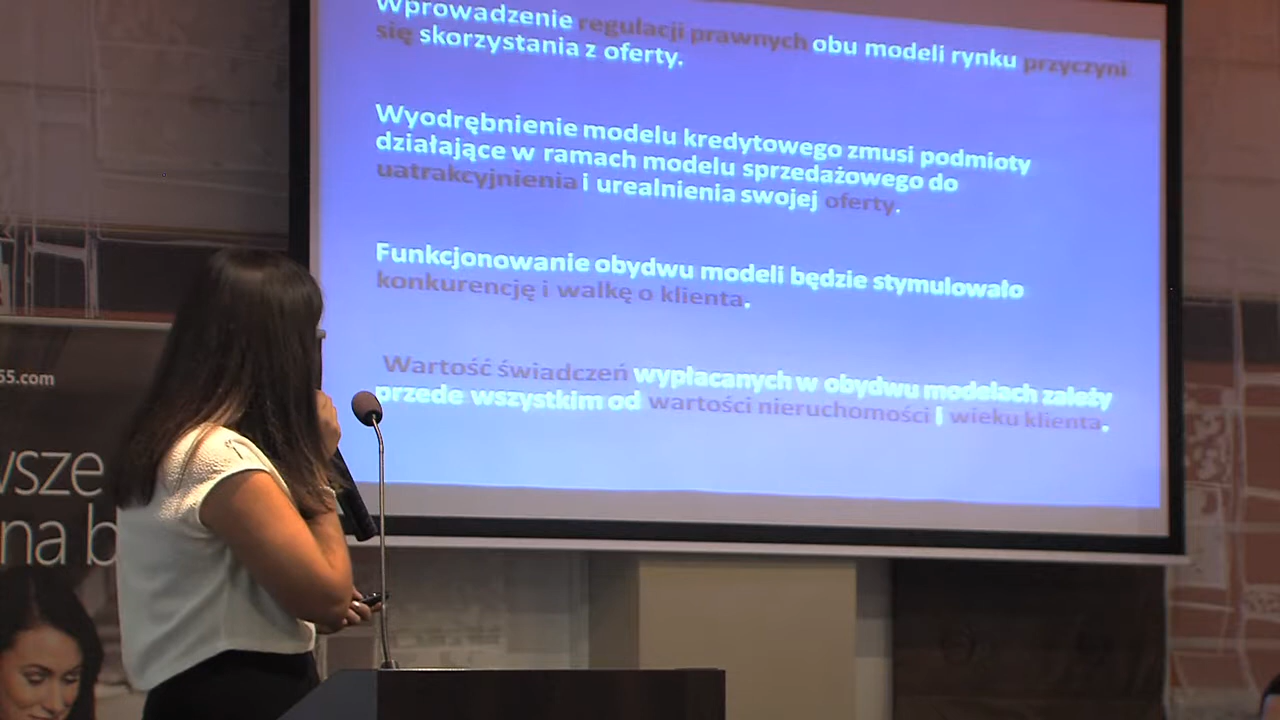 Wprowadzenie regulacji prawnych obu modeli rynku przyczyni
się skorzystania z oferty.
Wyodrębnienie modelu kredytowego zmusi podmioty
działające w ramach modelu sprzedażowego do
uatrakcyjnienia i urealnienia swojej oferty.
Funkcjonowanie obydwu modeli będzie stymulowało
konkurencję i walkę o klienta.
Wartość świadczeń wypłacanych w obydwu modelach zależy
przede wszystkim od wartości nieruchomości i wieku klienta.
55.com
wsze
na b